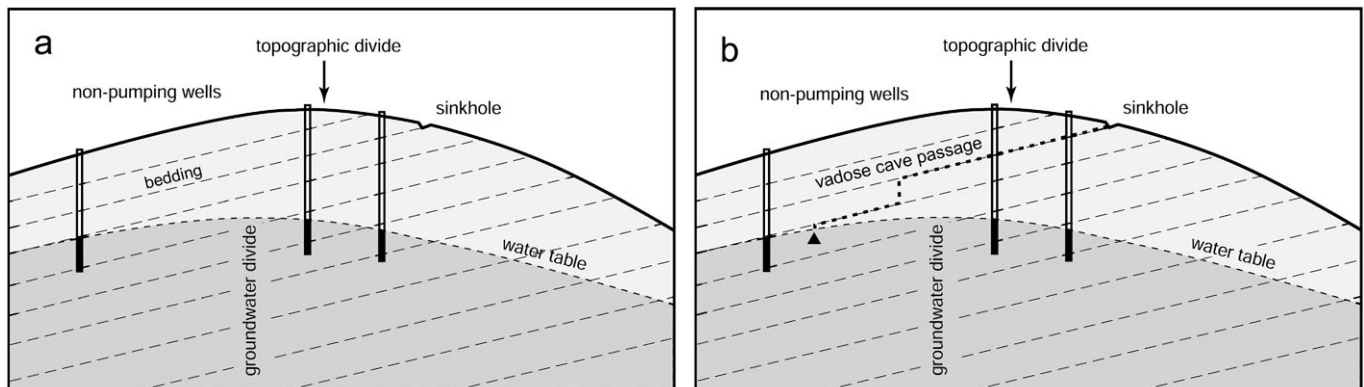 a
topographic divide
non-pumping wells
sinkhole
bedding
water table
groundwater divide
b
topographic divide
non-pumping wells
sinkhole
vadose cave passage
water table
groundwater divide